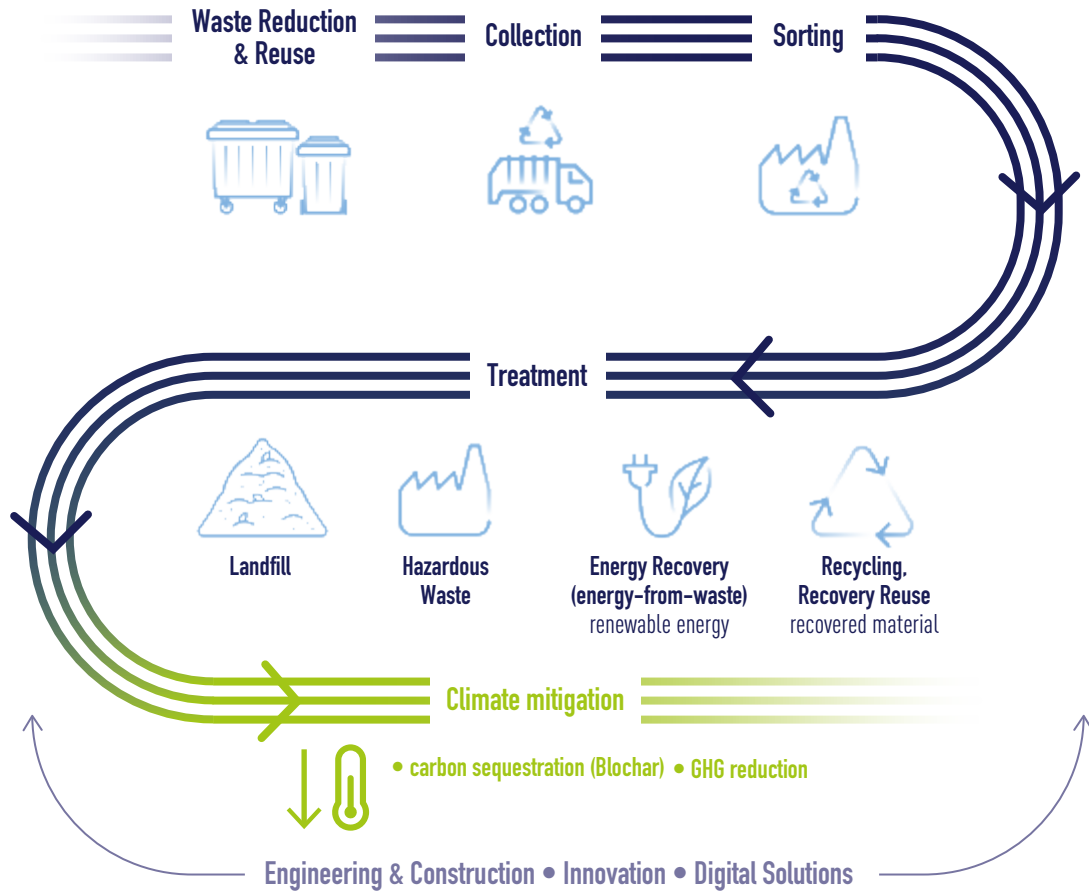 Waste Reduction
& Reuse
Collection
Sorting
Treatment
Landfill
Hazardous
Waste
Energy Recovery
(energy-from-waste)
renewable energy
Recycling,
Recovery Reuse
recovered material
Climate mitigation
• carbon sequestration (Blochar) • GHG reduction
Engineering & Construction • Innovation • Digital Solutions